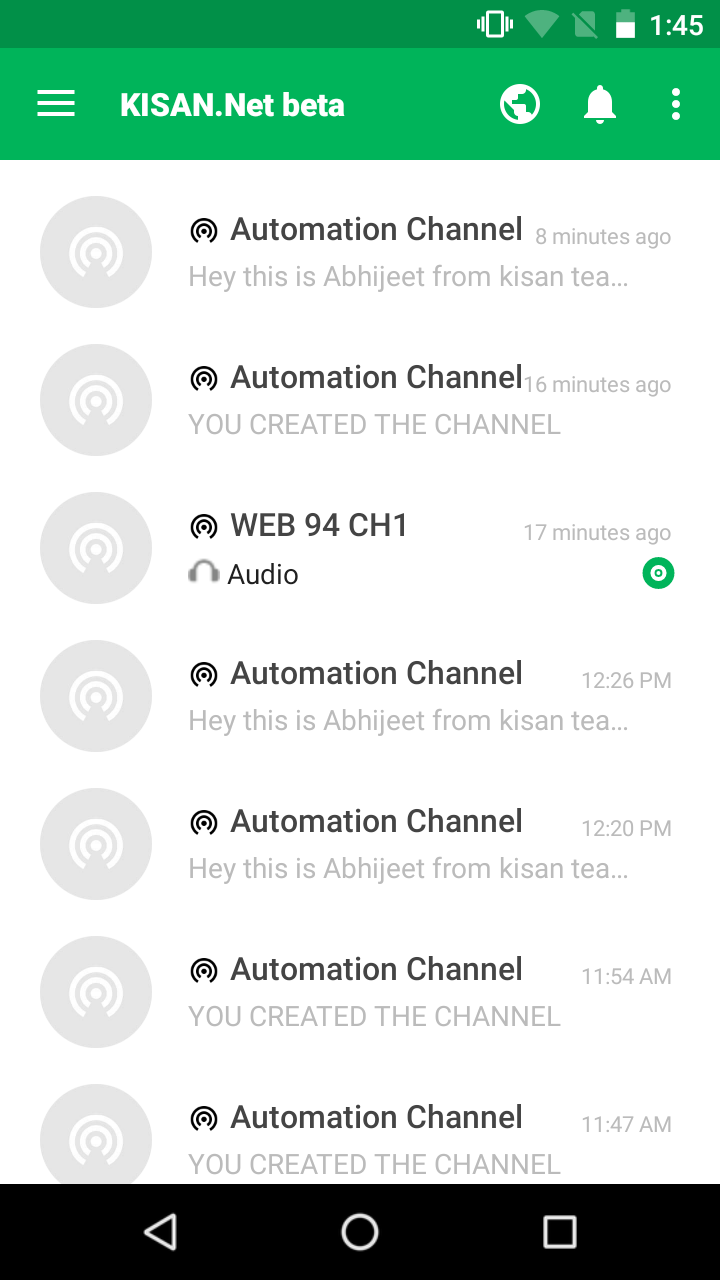 1:45
KISAN.Net beta
Automation Channel 8 minutes ago
Hey this is Abhijeet from kisan tea...
Automation Channel 16 minutes ago
YOU CREATED THE CHANNEL
WEB 94 CH1 17 minutes ago
Audio
Automation Channel 12:26 PM
Hey this is Abhijeet from kisan tea...
Automation Channel 12:20 PM
Hey this is Abhijeet from kisan tea...
Automation Channel 11:54 AM
YOU CREATED THE CHANNEL
Automation Channel 11:47 AM
YOU CREATED THE CHANNEL